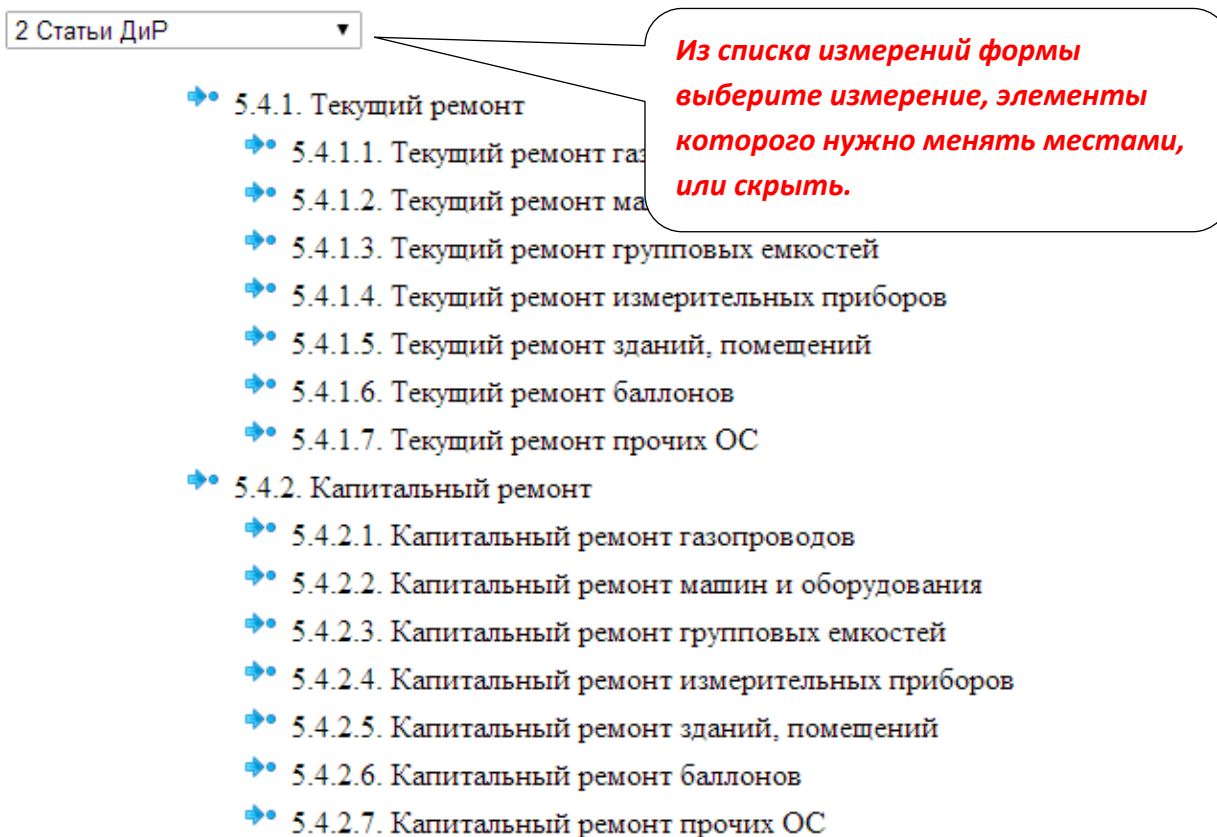 2 Статьи ДиР
Из списка измерений формы
выберите измерение, элементы
которого нужно менять местами,
или скрыть.
5.4.1. Текущий ремонт
5.4.1.1. Текущий ремонт
5.4.1.2. Текущий ремонт
5.4.1.3. Текущий ремонт групповых емкостей
5.4.1.4. Текущий ремонт измерительных приборов
5.4.1.5. Текущий ремонт зданий, помещений
5.4.1.6. Текущий ремонт баллонов
5.4.1.7. Текущий ремонт прочих ОС
5.4.2. Капитальный ремонт
5.4.2.1. Капитальный ремонт газопроводов
5.4.2.2. Капитальный ремонт машин и оборудования
5.4.2.3. Капитальный ремонт групповых емкостей
5.4.2.4. Капитальный ремонт измерительных приборов
5.4.2.5. Капитальный ремонт зданий, помещений
5.4.2.6. Капитальный ремонт баллонов
5.4.2.7. Капитальный ремонт прочих ОС